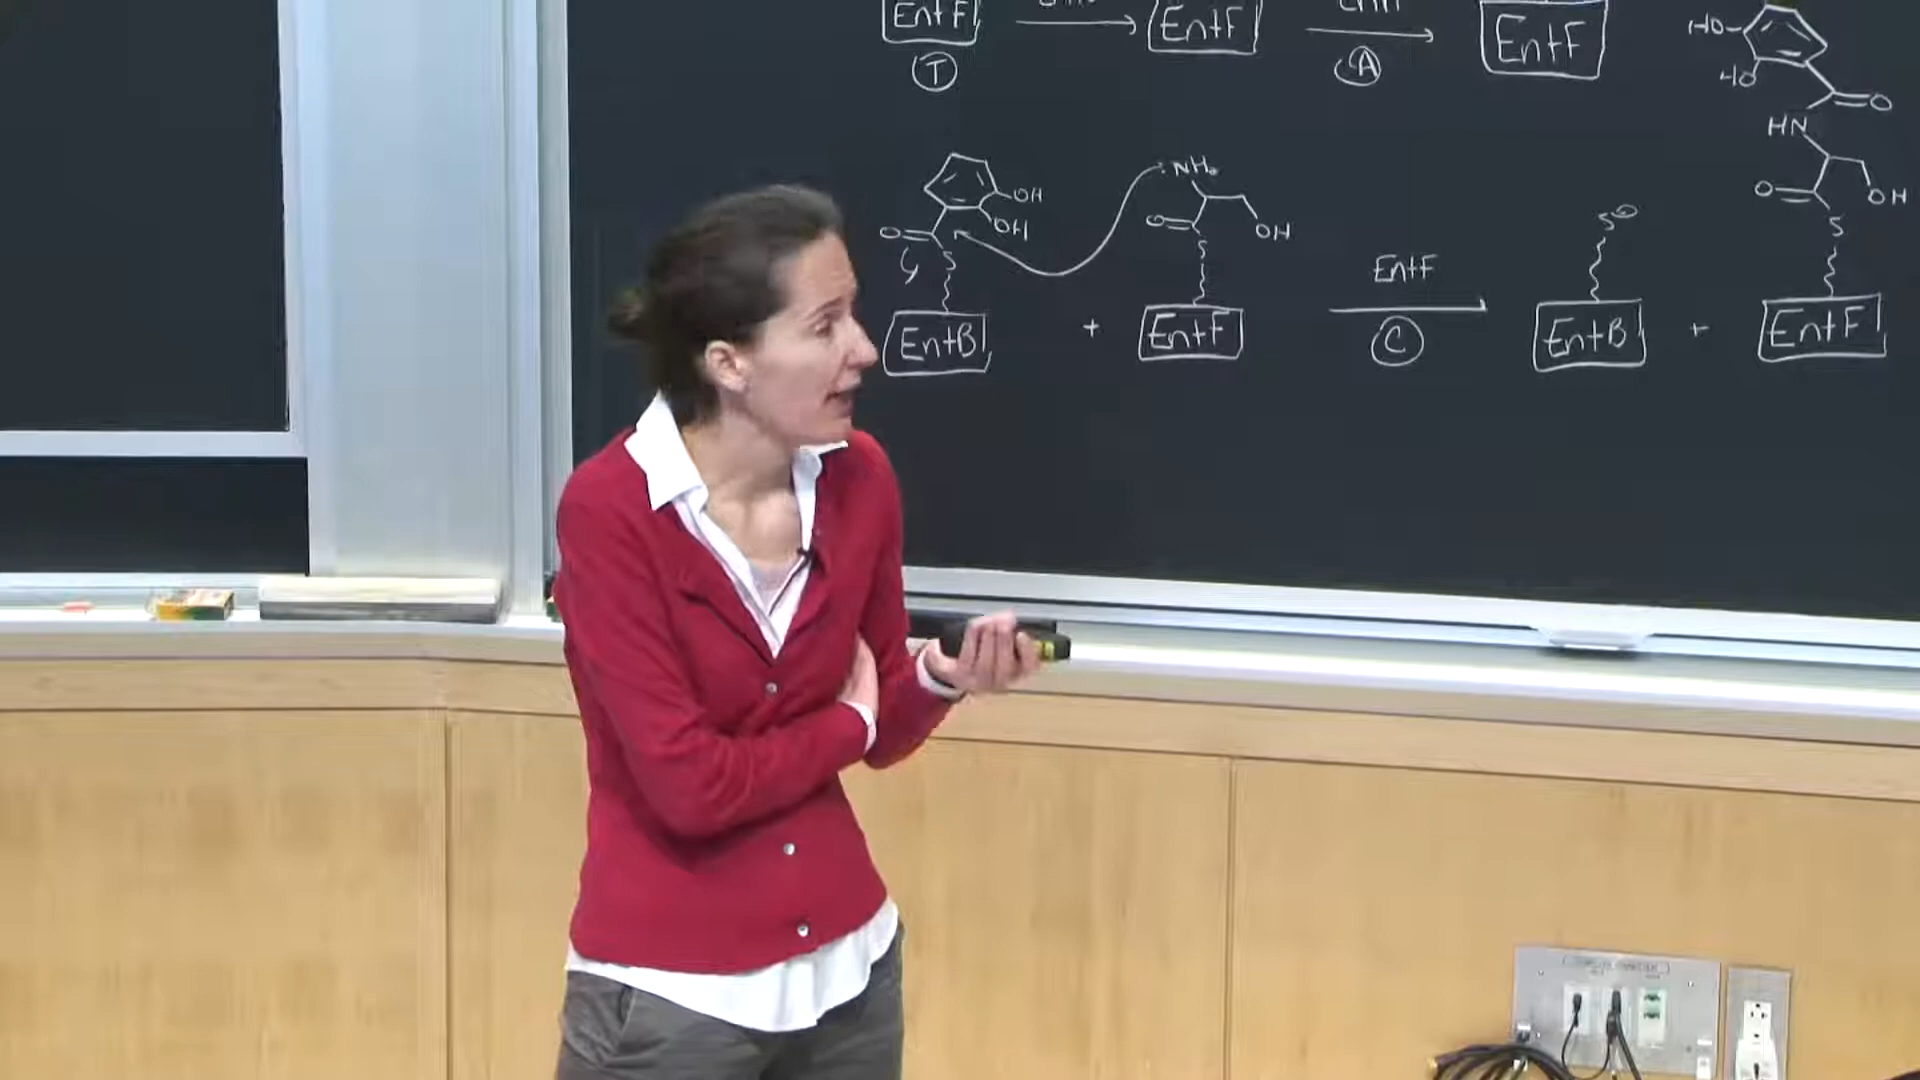 EntF EntF EntF
T A
HO
HO
O
HN
O OH
S
OH
OH
O
S
EntB
NH₂
O
OH
S
+ EntF
EntF
C
S⊖
EntB + EntF